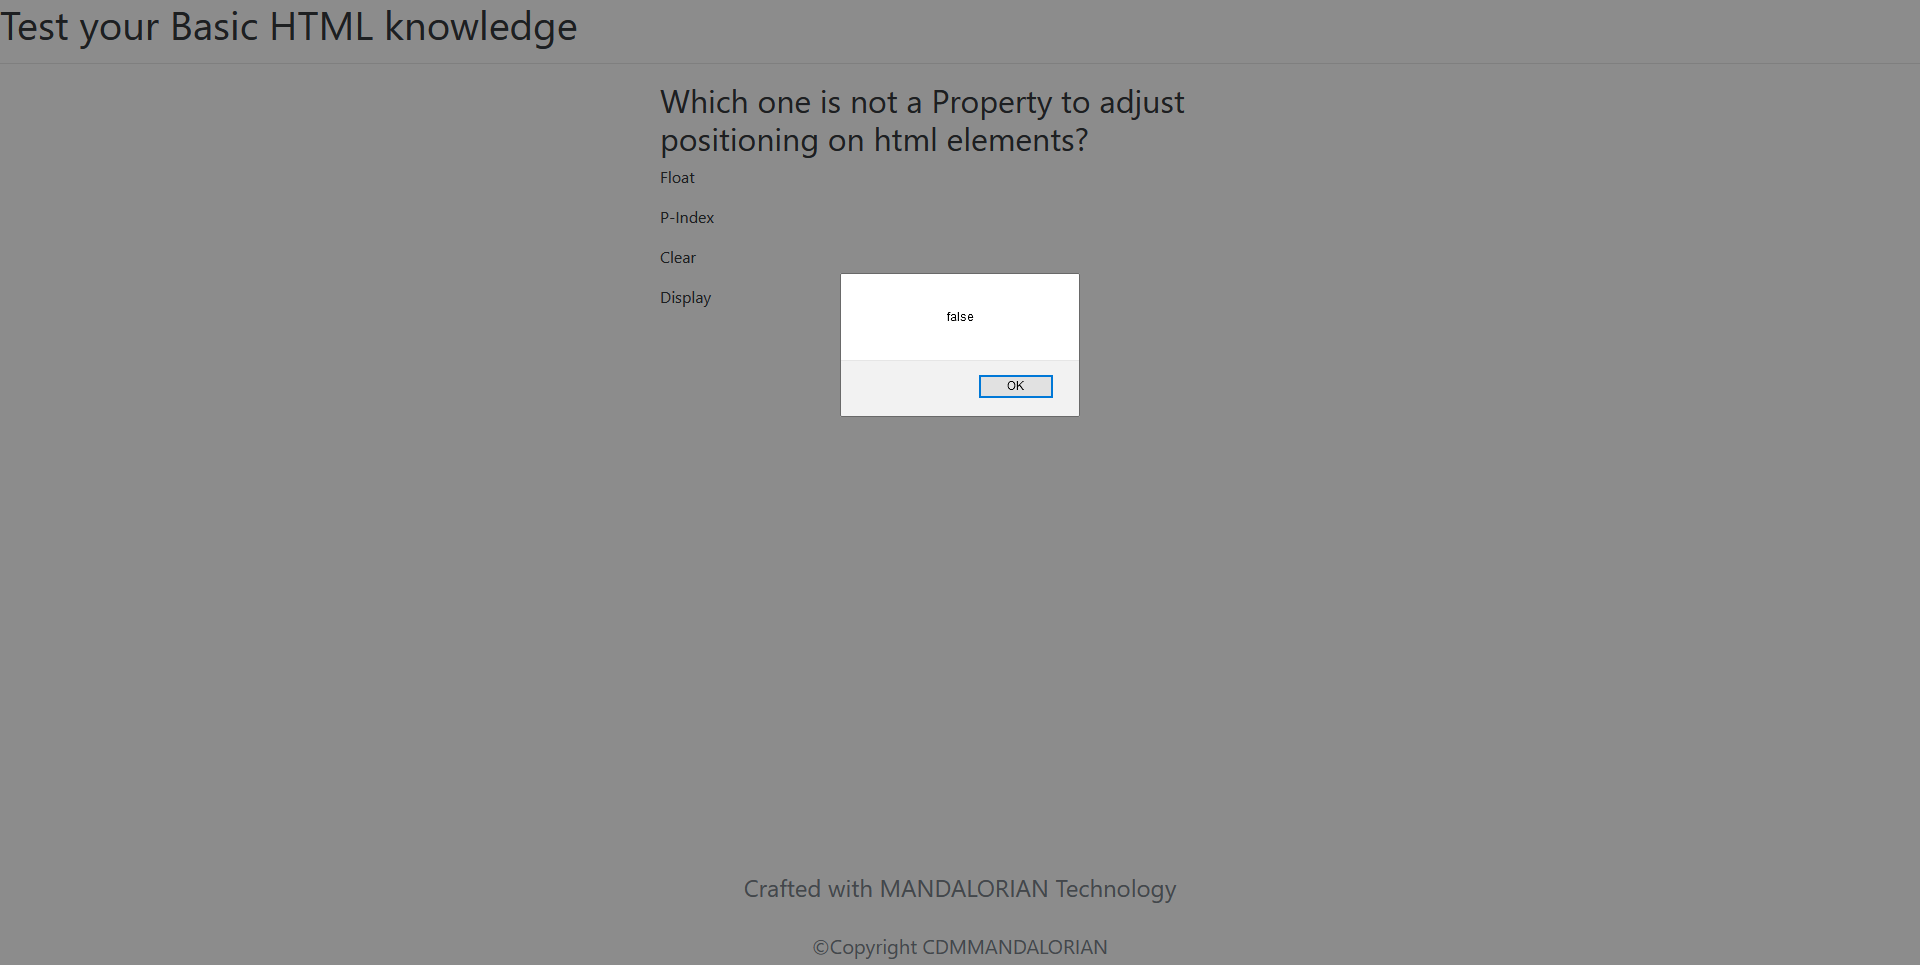 Test your Basic HTML knowledge
Which one is not a Property to adjust
positioning on html elements?
Float
P-Index
Clear
Display
false
OK
Crafted with MANDALORIAN Technology
©Copyright CDMMANDALORIAN